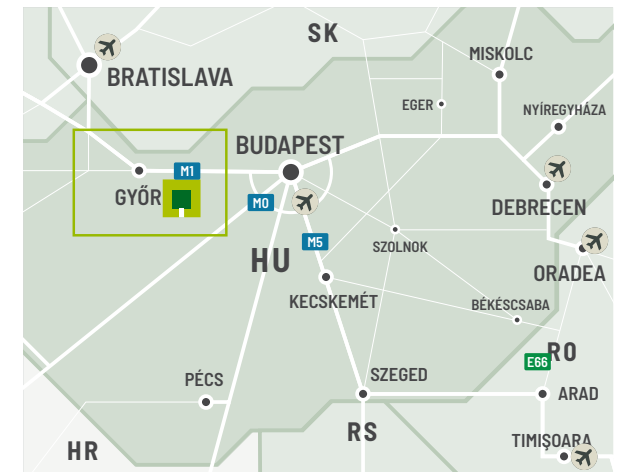 SK
MISKOLC
BRATISLAVA
EGER
NYÍREGYHÁZA
BUDAPEST
M1
GYŐR
M0
DEBRECEN
M5
SZOLNOK
HU
ORADEA
KECSKEMÉT
BÉKÉSCSABA
RO
E66
PÉCS
SZEGED
ARAD
RS
TIMIȘOARA
HR